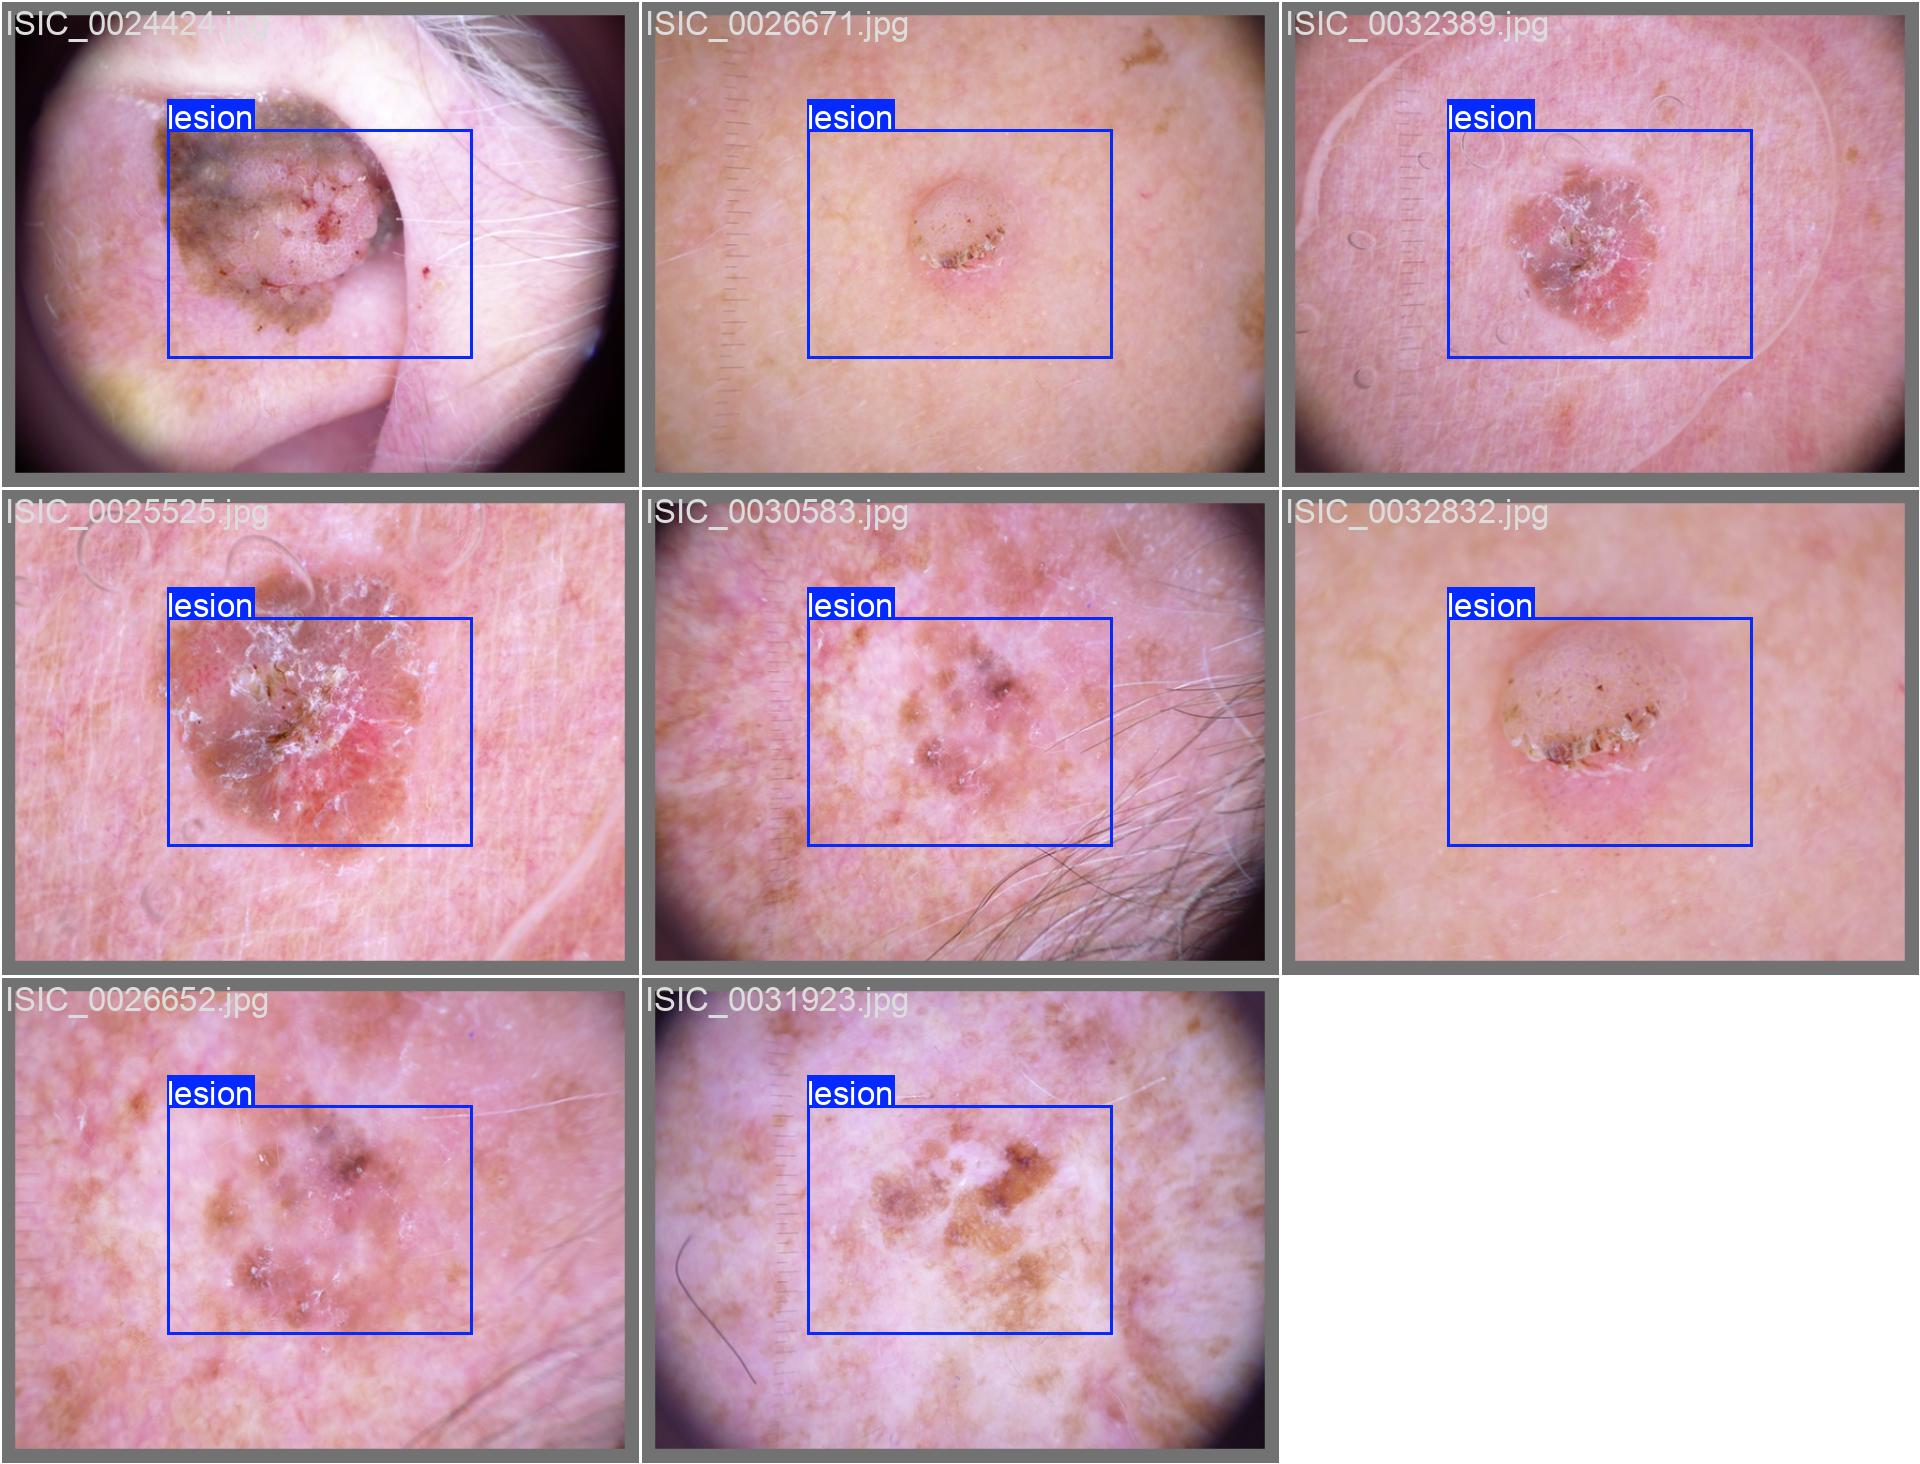 ISIC_0024424.jpg
lesion
ISIC_0026671.jpg
lesion
ISIC_0032389.jpg
lesion
ISIC_0025525.jpg
lesion
ISIC_0030583.jpg
lesion
ISIC_0032832.jpg
lesion
ISIC_0026652.jpg
lesion
ISIC_0031923.jpg
lesion